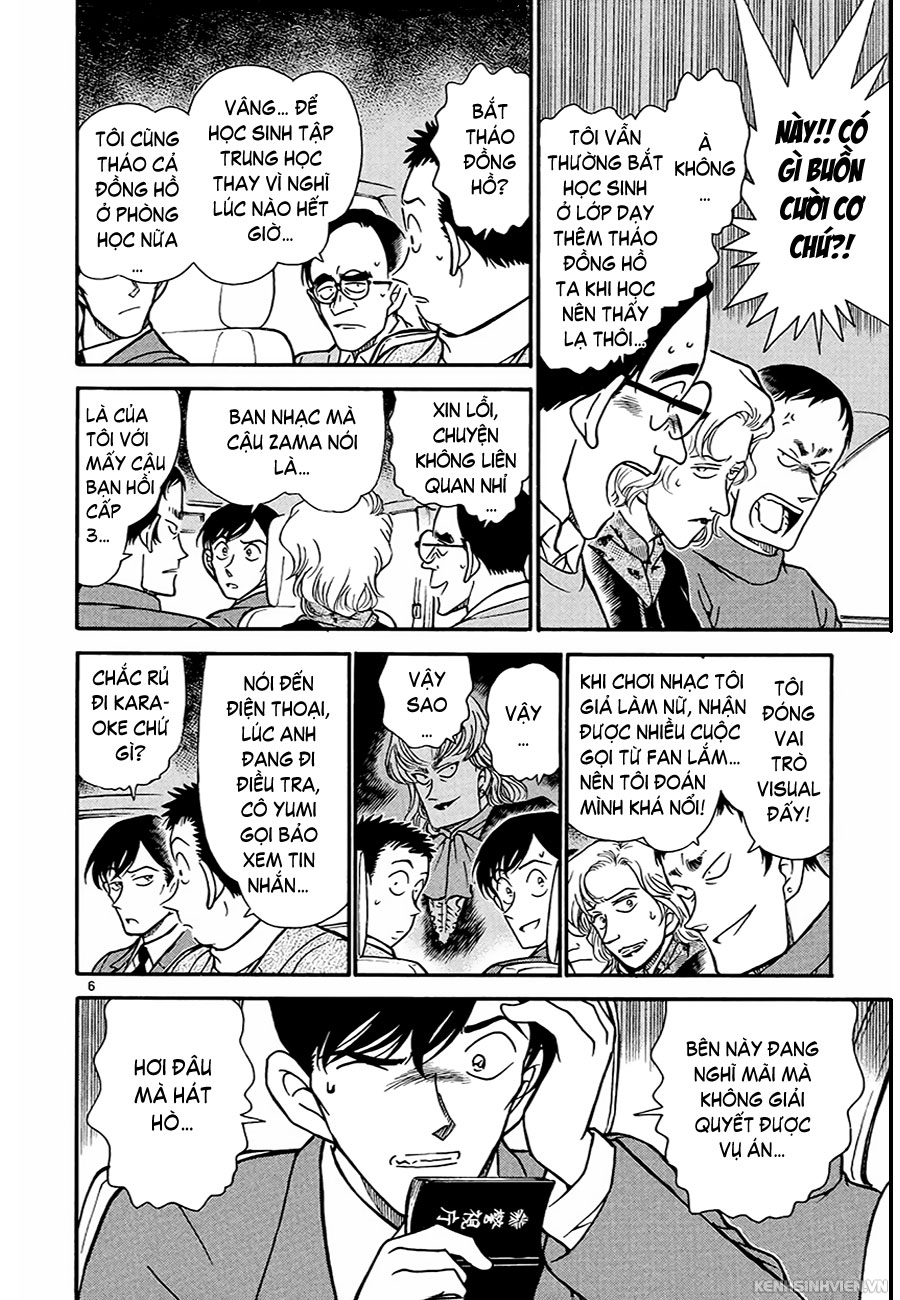 NÀY!! CÓ
GÌ BUỒN
CƯỜI CƠ
CHỨ?!
À
KHÔNG
...
TÔI VẪN
THƯỜNG BẮT
HỌC SINH
Ở LỚP DẠY
THÊM THÁO
ĐỒNG HỒ
TA KHI HỌC
NÊN THẤY
LẠ THÔI...
BẮT
THÁO
ĐỒNG
HỒ?
VÂNG... ĐỂ
HỌC SINH TẬP
TRUNG HỌC
THAY VÌ NGHĨ
LÚC NÀO HẾT
GIỜ...
TÔI CŨNG
THÁO CẢ
ĐỒNG HỒ
Ở PHÒNG
HỌC NỮA
...
XIN LỖI,
CHUYỆN
KHÔNG LIÊN
QUAN NHỈ
...
BAN NHẠC MÀ
CẬU ZAMA NÓI
LÀ...
LÀ CỦA
TÔI VỚI
MẤY CẬU
BẠN HỒI
CẤP
3...
TÔI
ĐÓNG
VAI
TRÒ
VISUAL
ĐẤY!
KHI CHƠI NHẠC TÔI
GIẢ LÀM NỮ, NHẬN
ĐƯỢC NHIỀU CUỘC
GỌI TỪ FAN LẮM...
NÊN TÔI ĐOÁN
MÌNH KHÁ NỔI!
VẬY
...
VẬY
SAO
...
NÓI ĐẾN
ĐIỆN THOẠI,
LÚC ANH
ĐANG ĐI
ĐIỀU TRA,
CÔ YUMI
GỌI BẢO
XEM TIN
NHẮN...
CHẮC RỦ
ĐI KARA-
OKE CHỨ
GÌ?
6
BÊN NÀY ĐANG
NGHĨ MÃI MÀ
KHÔNG GIẢI
QUYẾT ĐƯỢC
VỤ ÁN
HƠI ĐÂU
MÀ HÁT
HÒ...
警視庁
KENHSINHVIEN.VN